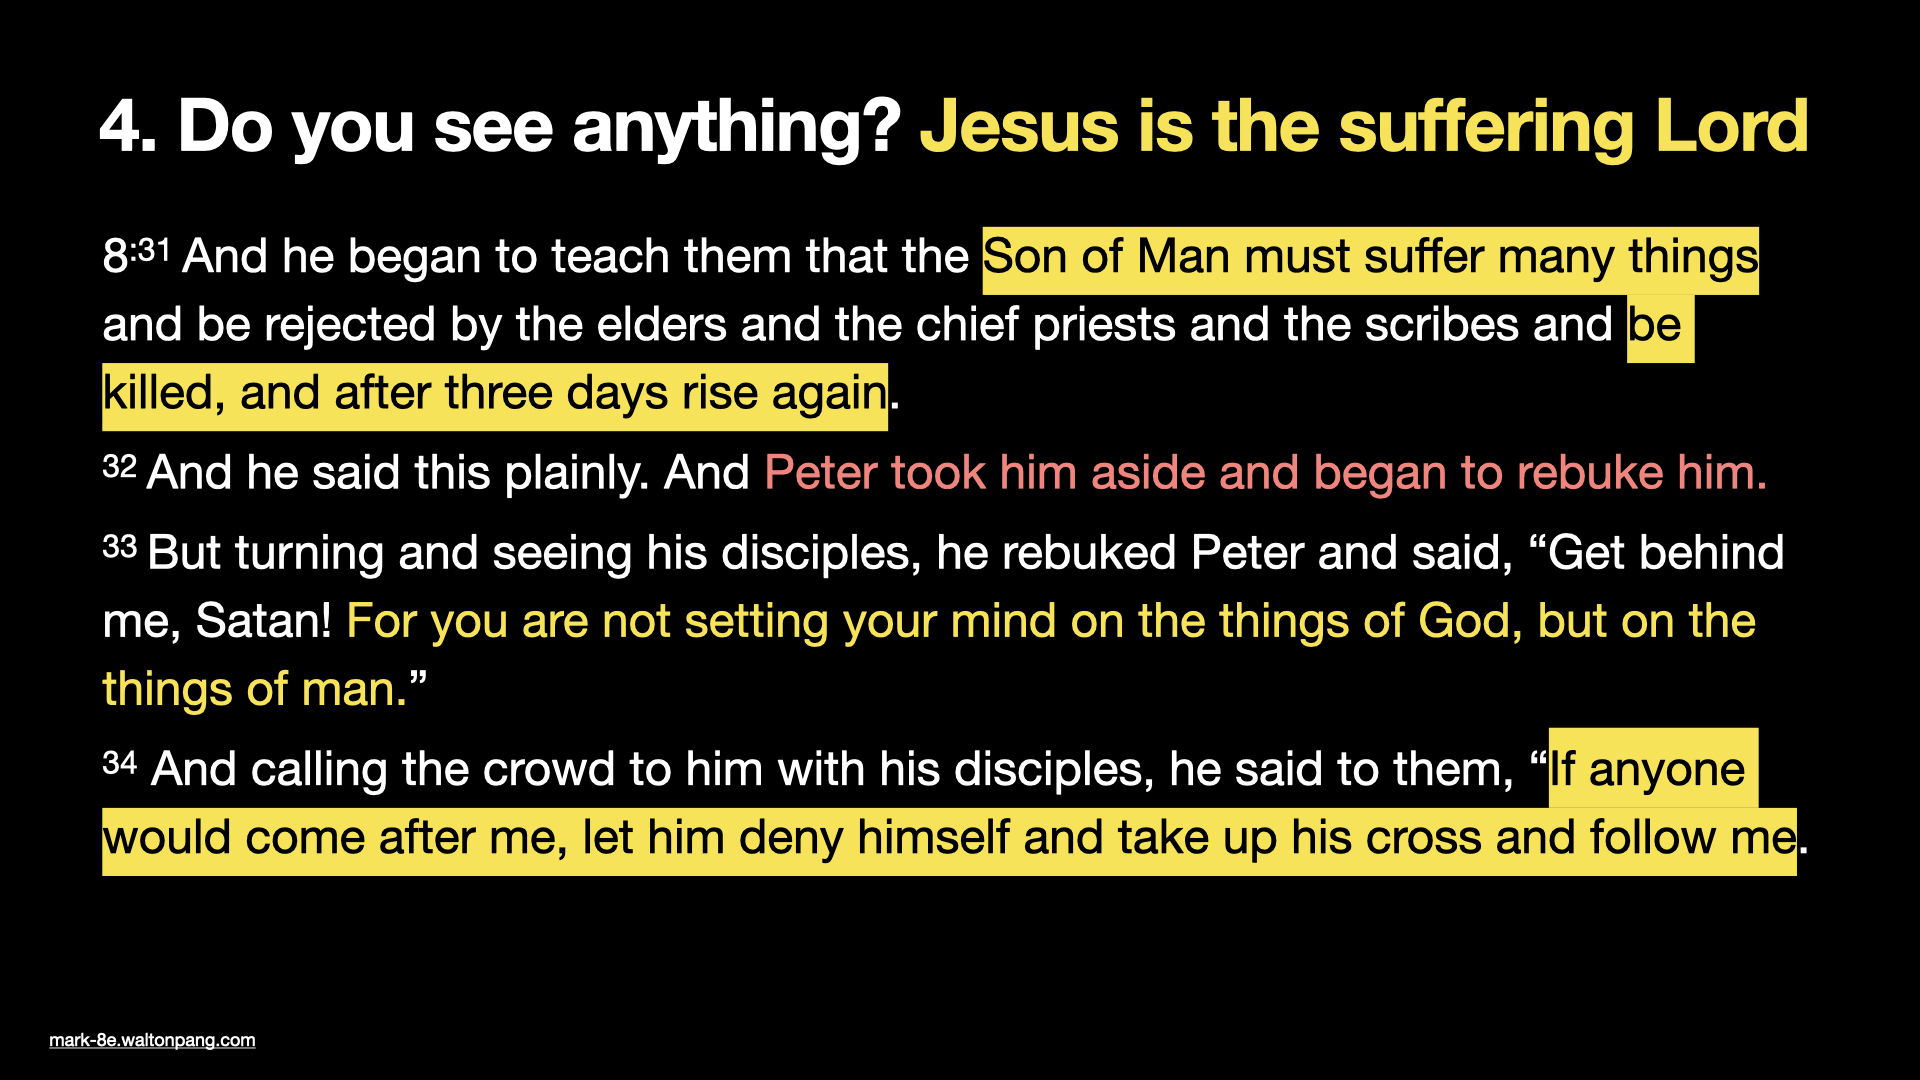 4. Do you see anything? Jesus is the suffering Lord
8:31 And he began to teach them that the Son of Man must suffer many things
and be rejected by the elders and the chief priests and the scribes and be
killed, and after three days rise again.
32 And he said this plainly. And Peter took him aside and began to rebuke him.
33 But turning and seeing his disciples, he rebuked Peter and said, “Get behind
me, Satan! For you are not setting your mind on the things of God, but on the
things of man.”
34 And calling the crowd to him with his disciples, he said to them, “If anyone
would come after me, let him deny himself and take up his cross and follow me.
mark-8e.waltonpang.com